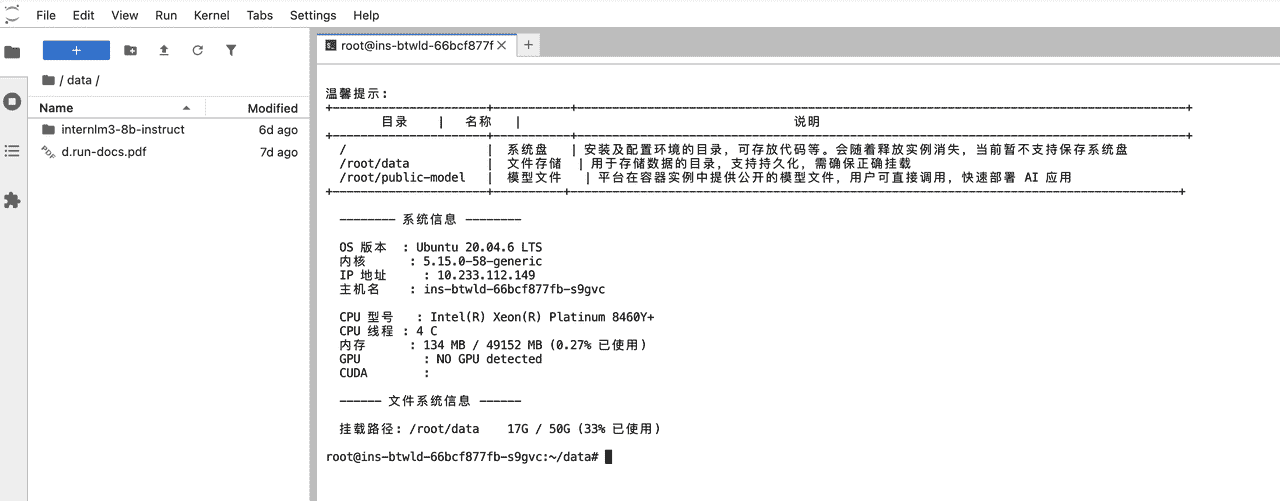 File Edit View Run Kernel Tabs Settings Help
/ data /
Name Modified
internlm3-8b-instruct 6d ago
PDF d.run-docs.pdf 7d ago
root@ins-btwld-66bcf877f
温馨提示:
+----------------------+-----------+---------------------------------------------------------------------------------------+
目录 | 名称 | 说明
+----------------------+-----------+---------------------------------------------------------------------------------------+
/ | 系统盘 | 安装及配置环境的目录，可存放代码等。会随着释放实例消失，当前暂不支持保存系统盘
/root/data | 文件存储 | 用于存储数据的目录，支持持久化，需确保正确挂载
/root/public-model | 模型文件 | 平台在容器实例中提供公开的模型文件，用户可直接调用，快速部署 AI 应用
+----------------------+----------+---------------------------------------------------------------------------------------+
-------- 系统信息 --------
OS 版本 : Ubuntu 20.04.6 LTS
内核 : 5.15.0-58-generic
IP 地址 : 10.233.112.149
主机名 : ins-btwld-66bcf877fb-s9gvc
CPU 型号 : Intel(R) Xeon(R) Platinum 8460Y+
CPU 线程 : 4 C
内存 : 134 MB / 49152 MB (0.27% 已使用)
GPU : NO GPU detected
CUDA :
------ 文件系统信息 ------
挂载路径: /root/data 17G / 50G (33% 已使用)
root@ins-btwld-66bcf877fb-s9gvc:~/data#